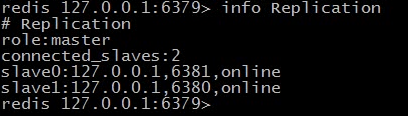 redis 127.0.0.1:6379> info Replication
# Replication
role:master
connected_slaves:2
slave0:127.0.0.1,6381,online
slave1:127.0.0.1,6380,online
redis 127.0.0.1:6379>